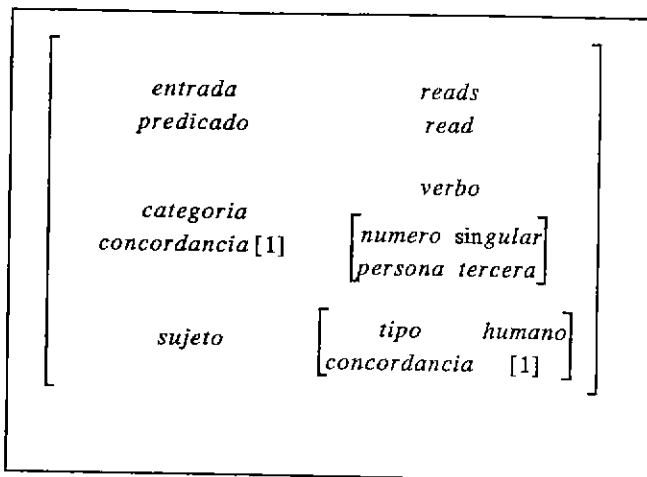 entrada reads
predicado read
verbo
categoria
concordancia [1] numero singular
persona tercera
sujeto tipo humano
concordancia [1]